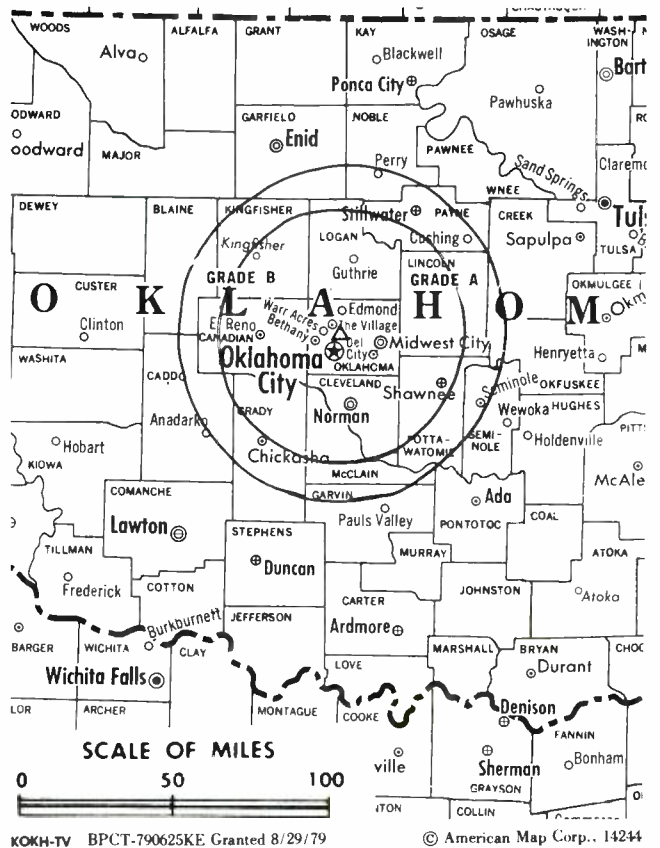 WOODS ALFALFA GRANT KAY OSAGE WASH-
INGTON
Alva Blackwell
Ponca City Bart
Pawhuska
ODWARD GARFIELD NOBLE
oodward MAJOR Enid PAWNEE
Perry Sand Springs Claremo
WNEE
DEWEY BLAINE KINGFISHER Stillwater PAYNE CREEK Tul
LOGAN Cushing Sapulpa TULSA
Kingfisher
LINCOLN
Guthrie
GRADE B GRADE A
CUSTER OKMULGEE
O K L A H O M
Okm
Clinton El Reno Warr Acres Edmond
Bethany The Village
CANADIAN Del
City Midwest City
WASHITA Oklahoma
City OKLAHOMA Henryetta
CADDO CLEVELAND Shawnee Seminole OKFUSKEE
GRADY Norman Wewoka HUGHES
Anadarko
Hobart Chickasha POTTA-
WATOMIE SEMI-
NOLE Holdenville PITT
KIOWA McCLAIN McAle
COMANCHE GARVIN Ada
Lawton Pauls Valley PONTOTOC COAL
STEPHENS
TILLMAN MURRAY ATOKA
Duncan
Frederick COTTON JOHNSTON Atoka
CARTER
JEFFERSON
Burkburnett Ardmore
BARGER WICHITA CLAY MARSHALL BRYAN CHOC
Wichita Falls LOVE Durant
LOR ARCHER MONTAGUE COOKE Denison
FANNIN
SCALE OF MILES
ville Sherman Bonham
0 50 100
GRAYSON
COLLIN
KOKH-TV BPCT-790625KE Granted 8/29/79 © American Map Corp., 14244